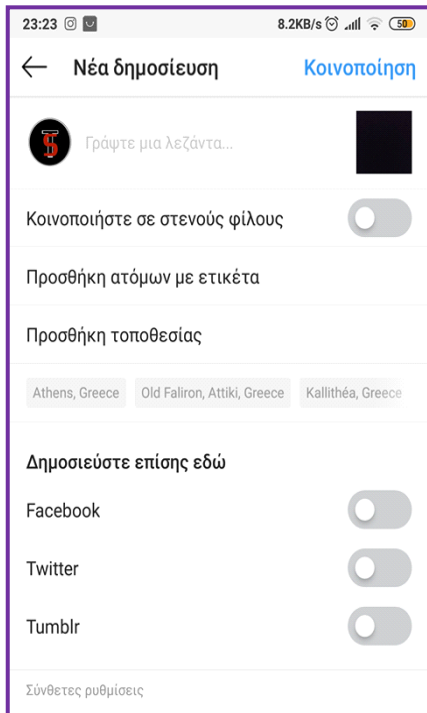 23:23 8.2KB/s 50
Νέα δημοσίευση Κοινοποίηση
Γράψτε μια λεζάντα...
Κοινοποιήστε σε στενούς φίλους
Προσθήκη ατόμων με ετικέτα
Προσθήκη τοποθεσίας
Athens, Greece Old Faliron, Attiki, Greece Kallithéa, Greece
Δημοσιεύστε επίσης εδώ
Facebook
Twitter
Tumblr
Σύνθετες ρυθμίσεις